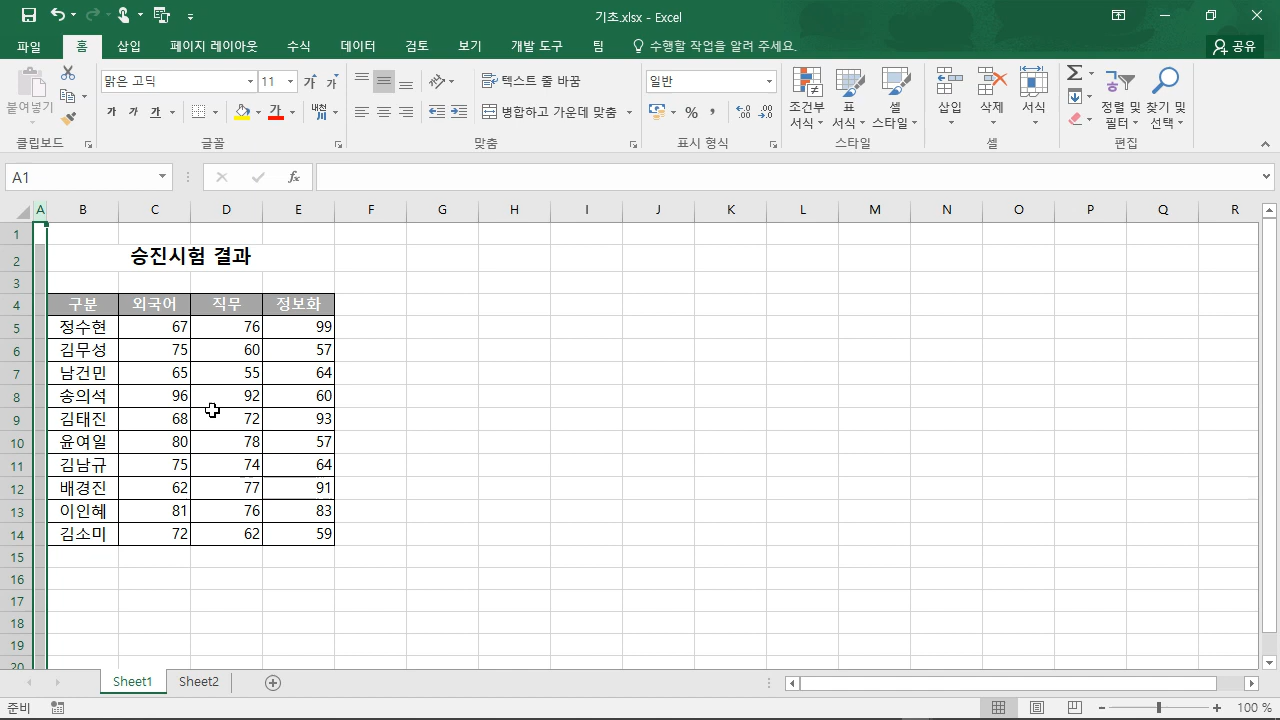 기초.xlsx - Excel
파일 홈 삽입 페이지 레이아웃 수식 데이터 검토 보기 개발 도구 팀 수행할 작업을 알려 주세요. 공유
붙여넣기 맑은 고딕 11 가 가 텍스트 줄 바꿈 일반 조건부 서식 표 서식 셀 스타일 삽입 삭제 서식 정렬 및 필터 찾기 및 선택
가 가 가 가 내천 병합하고 가운데 맞춤 % ,
클립보드 글꼴 맞춤 표시 형식 스타일 셀 편집
A1 fx
A B C D E F G H I J K L M N O P Q R
1
2 승진시험 결과
3
4 구분 외국어 직무 정보화
5 정수현 67 76 99
6 김무성 75 60 57
7 남건민 65 55 64
8 송의석 96 92 60
9 김태진 68 72 93
10 윤여일 80 78 57
11 김남규 75 74 64
12 배경진 62 77 91
13 이인혜 81 76 83
14 김소미 72 62 59
15
16
17
18
19
20
Sheet1 Sheet2
준비 100 %